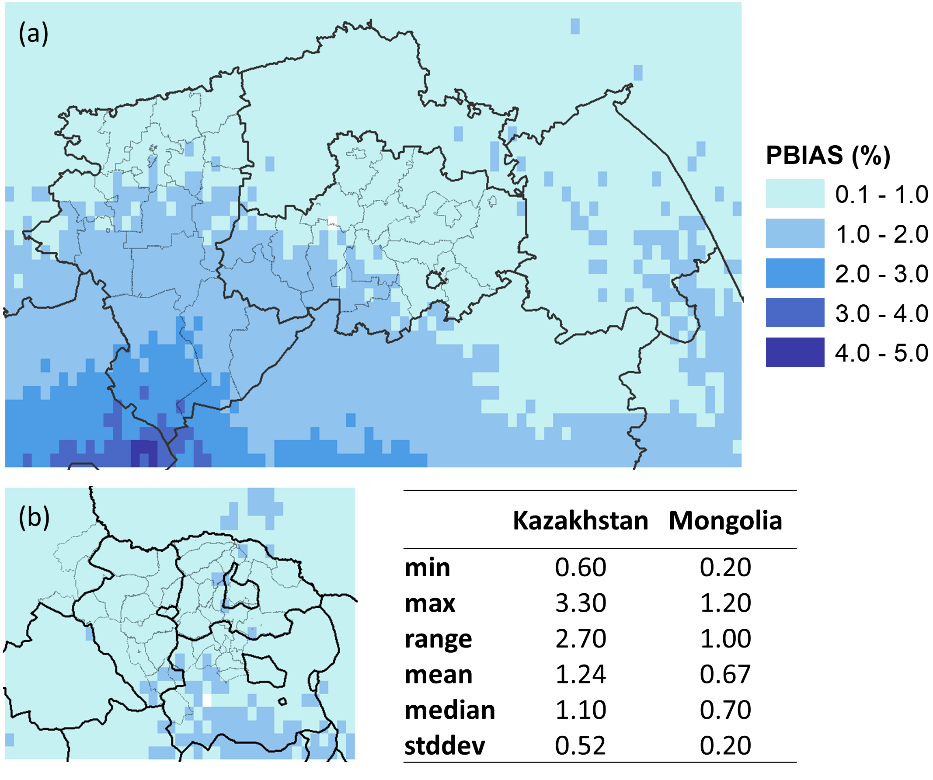 (a)
PBIAS (%)
0.1 - 1.0
1.0 - 2.0
2.0 - 3.0
3.0 - 4.0
4.0 - 5.0
(b)
Kazakhstan Mongolia
min 0.60 0.20
max 3.30 1.20
range 2.70 1.00
mean 1.24 0.67
median 1.10 0.70
stddev 0.52 0.20